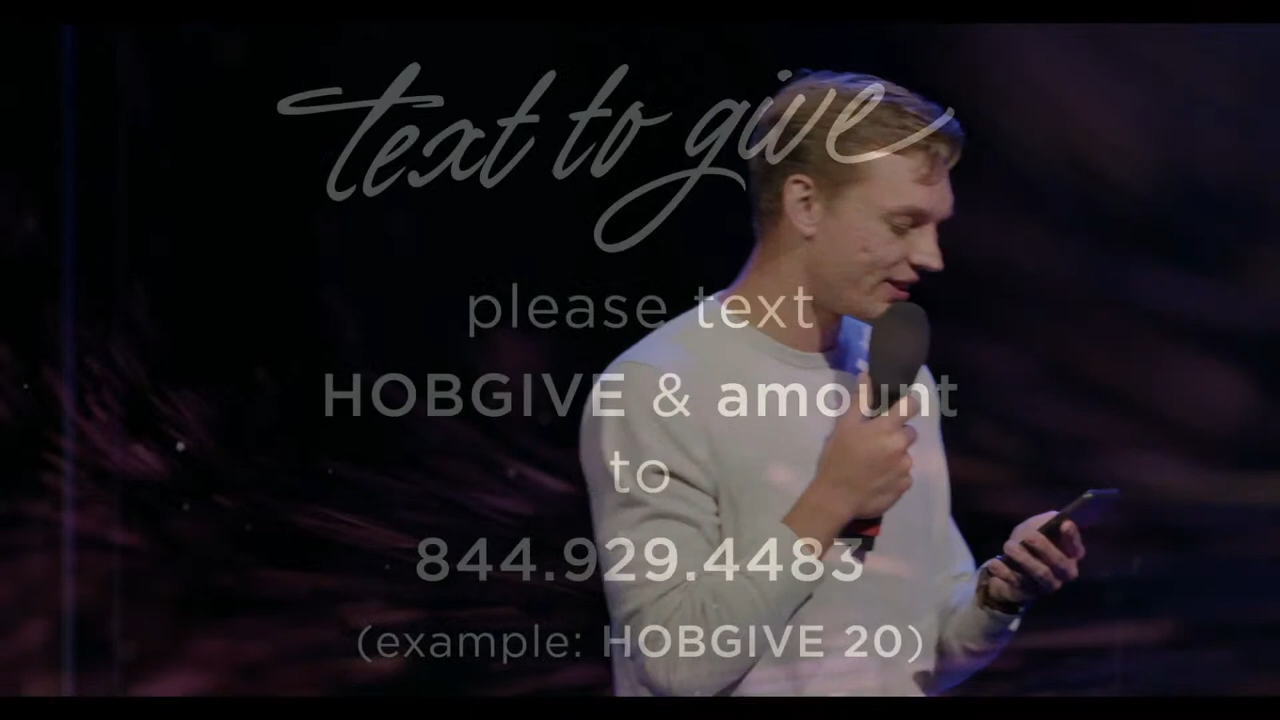 text to give
please text
HOBGIVE & amount
to
844.929.4483
(example: HOBGIVE 20)